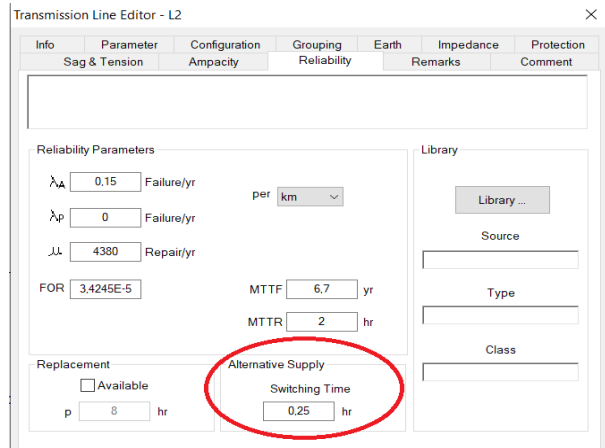 Transmission Line Editor - L2
Info Parameter Configuration Grouping Earth Impedance Protection
Sag & Tension Ampacity Reliability Remarks Comment
Reliability Parameters
λA 0,15 Failure/yr per km
λP 0 Failure/yr
μ 4380 Repair/yr
FOR 3,4245E-5 MTTF 6,7 yr
MTTR 2 hr
Library
Library ...
Source
Type
Class
Replacement
Available
p 8 hr
Alternative Supply
Switching Time
0,25 hr